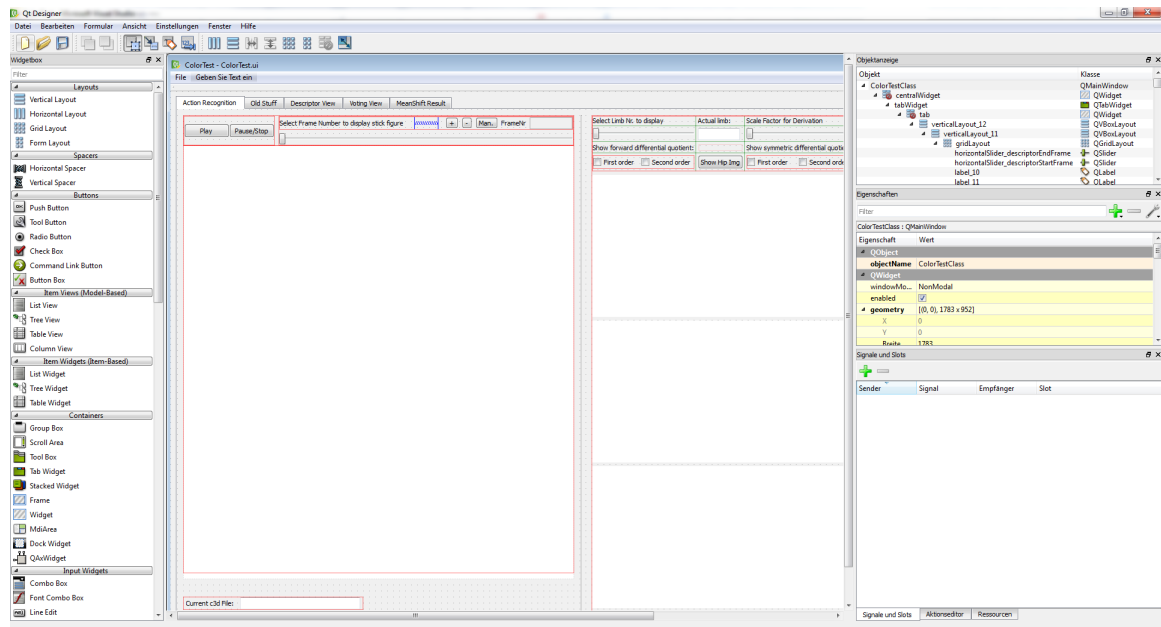 Qt Designer
Datei Bearbeiten Formular Ansicht Einstellungen Fenster Hilfe
Widgetbox
Filter
Layouts
Vertical Layout
Horizontal Layout
Grid Layout
Form Layout
Spacers
Horizontal Spacer
Vertical Spacer
Buttons
Push Button
Tool Button
Radio Button
Check Box
Command Link Button
Button Box
Item Views (Model-Based)
List View
Tree View
Table View
Column View
Item Widgets (Item-Based)
List Widget
Tree Widget
Table Widget
Containers
Group Box
Scroll Area
Tool Box
Tab Widget
Stacked Widget
Frame
Widget
MdiArea
Dock Widget
QAxWidget
Input Widgets
Combo Box
Font Combo Box
Line Edit
ColorTest - ColorTest.ui
File Geben Sie Text ein
Action Recognition Old Stuff Descriptor View Voting View MeanShift Result
Play Pause/Stop Select Frame Number to display stick figure + - Man. FrameNr
Select Limb Nr. to display Actual limb: Scale Factor for Derivation
Show forward differential quotient: Show symmetric differential quotie
First order Second order Show Hip Img First order Second orde
Current c3d File:
Objektanzeige
Objekt Klasse
ColorTestClass QMainWindow
centralWidget QWidget
tabWidget QTabWidget
tab QWidget
verticalLayout_12 QVBoxLayout
verticalLayout_11 QVBoxLayout
gridLayout QGridLayout
horizontalSlider_descriptorEndFrame QSlider
horizontalSlider_descriptorStartFrame QSlider
label_10 QLabel
label 11 QLabel
Eigenschaften
Filter
ColorTestClass : QMainWindow
Eigenschaft Wert
QObject
objectName ColorTestClass
QWidget
windowMo... NonModal
enabled
geometry [(0, 0), 1783 x 952]
X 0
Y 0
Breite 1783
Signale und Slots
Sender Signal Empfänger Slot
Signale und Slots Aktionseditor Ressourcen